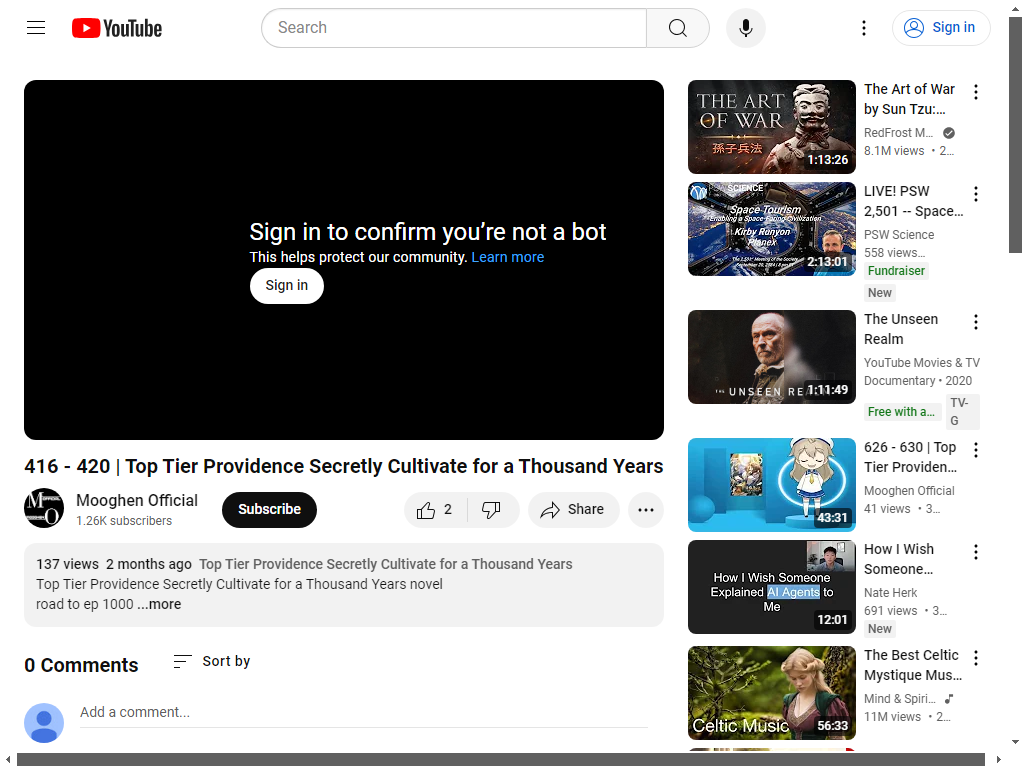 YouTube
Search
Sign in
Sign in to confirm you're not a bot
This helps protect our community. Learn more
Sign in
416 - 420 | Top Tier Providence Secretly Cultivate for a Thousand Years
Mooghen Official
1.26K subscribers
Subscribe
2
Share
137 views 2 months ago Top Tier Providence Secretly Cultivate for a Thousand Years
Top Tier Providence Secretly Cultivate for a Thousand Years novel
road to ep 1000 ...more
0 Comments
Sort by
Add a comment...
THE ART
OF WAR
孫子兵法
1:13:26
The Art of War
by Sun Tzu:...
RedFrost M...
8.1M views • 2...
PSW SCIENCE
Space Tourism
Enabling a Space-Faring Civilization
Kirby Runyon
Planex
2:13:01
LIVE! PSW
2,501 -- Space...
PSW Science
558 views...
Fundraiser
New
THE UNSEEN
1:11:49
The Unseen
Realm
YouTube Movies & TV
Documentary • 2020
Free with a...
TV-
G
43:31
626 - 630 | Top
Tier Providen...
Mooghen Official
41 views • 3...
How I Wish Someone
Explained AI Agents to
Me
12:01
How I Wish
Someone...
Nate Herk
691 views • 3...
New
Celtic Music
56:33
The Best Celtic
Mystique Mus...
Mind & Spiri...
11M views • 2...